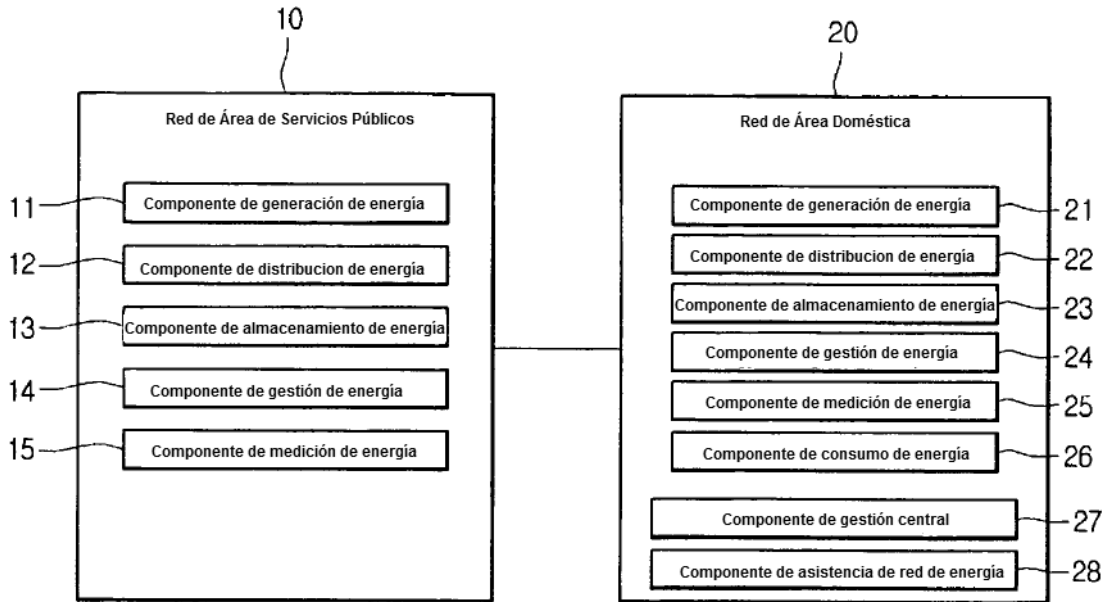 10
20
Red de Área de Servicios Públicos
11
Componente de generación de energía
12
Componente de distribucion de energía
13
Componente de almacenamiento de energía
14
Componente de gestión de energía
15
Componente de medición de energía
Red de Área Doméstica
Componente de generación de energía
21
Componente de distribution de energía
22
Componente de almacenamiento de energía
23
Componente de gestión de energía
24
Componente de medición de energía
25
Componente de consumo de energía
26
Componente de gestión central
27
Componente de asistencia de red de energía
28